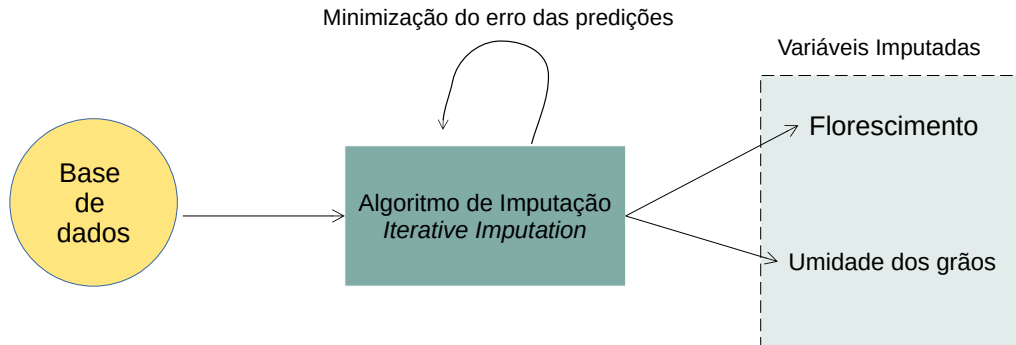 Minimização do erro das predições
Variáveis Imputadas
Base
de
dados
Algoritmo de Imputação
Iterative Imputation
Florescimento
Umidade dos grãos